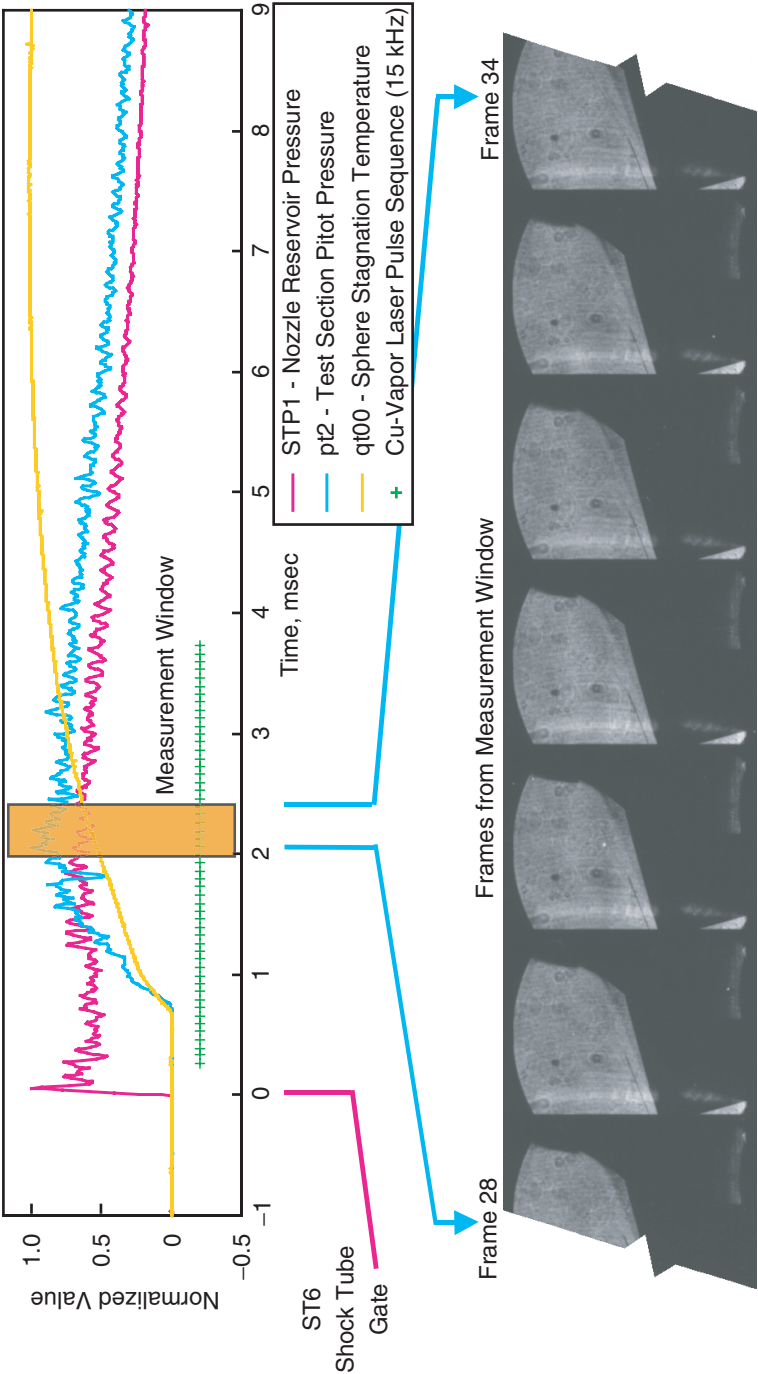 Normalized Value
1.0
0.5
0
–0.5
–1
0
1
2
3
4
5
6
7
8
9
Measurement Window
Time, msec
STP1 - Nozzle Reservoir Pressure
pt2 - Test Section Pitot Pressure
qt00 - Sphere Stagnation Temperature
Cu-Vapor Laser Pulse Sequence (15 kHz)
ST6
Shock Tube
Gate
Frame 28
Frames from Measurement Window
Frame 34